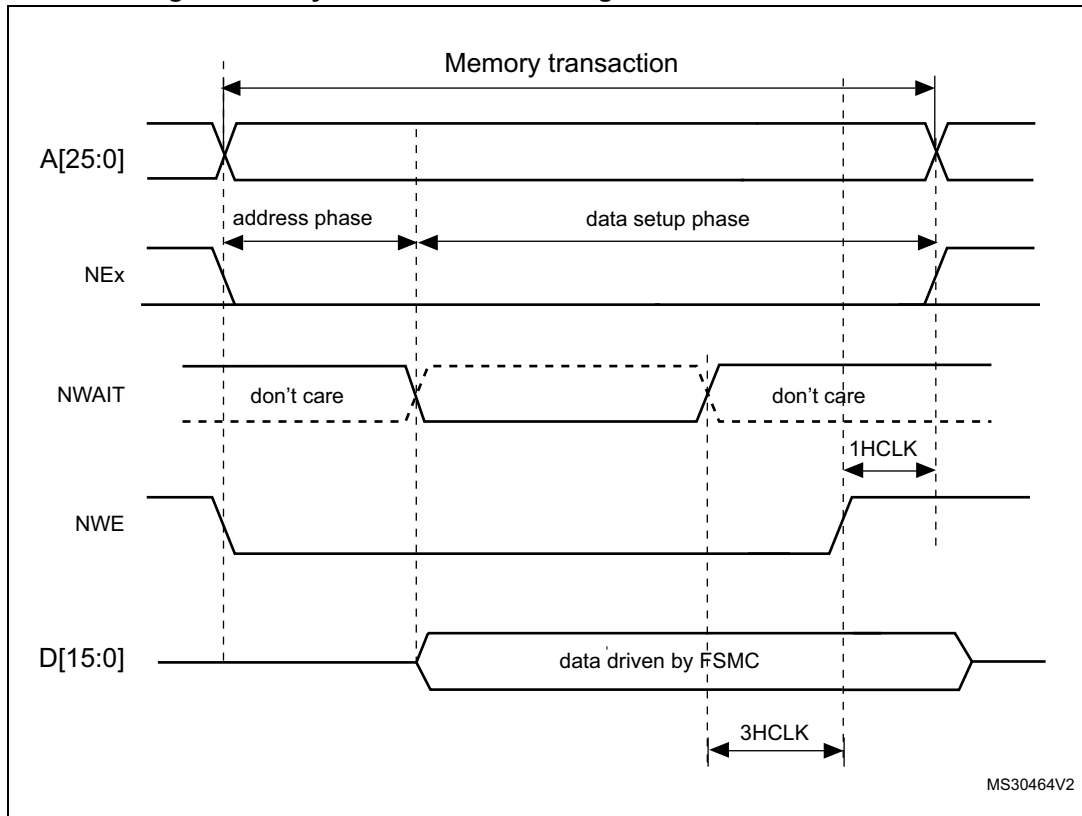 Memory transaction
A[25:0]
address phase
data setup phase
NEx
NWAIT
don't care
don't care
1HCLK
NWE
D[15:0]
data driven by FSMC
3HCLK
MS30464V2